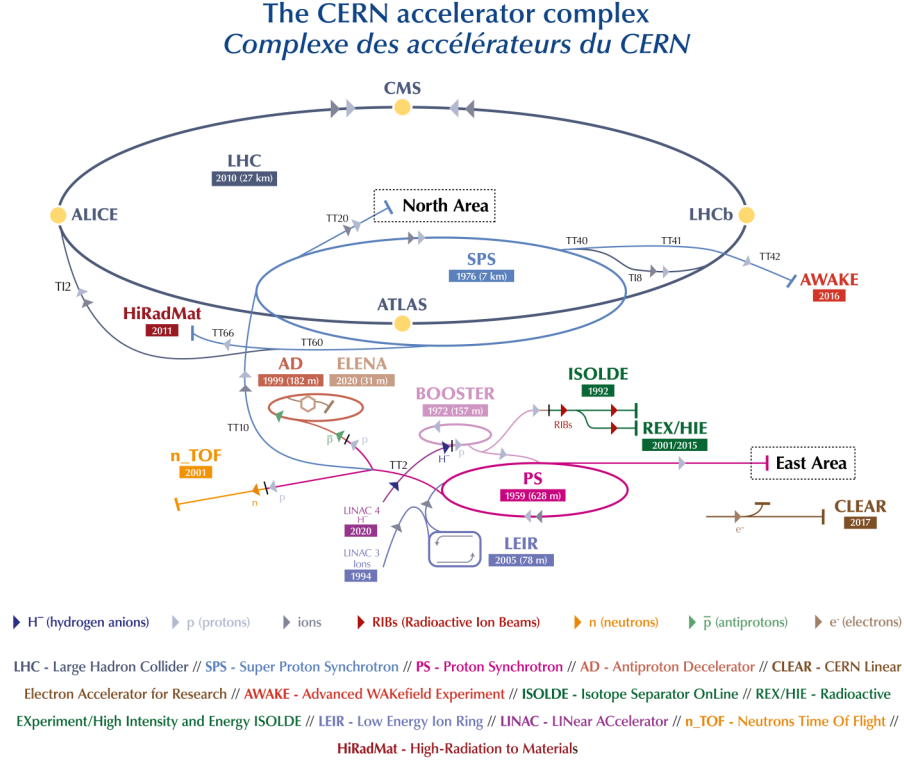 The CERN accelerator complex
Complexe des accélérateurs du CERN
CMS
LHC
2010 (27 km)
North Area
ALICE
LHCb
TT20
TT40
TT41
SPS
TT42
1976 (7 km)
TI8
TI2
AWAKE
2016
ATLAS
HiRadMat
2011
TT66
TT60
AD
ELENA
1999 (182 m)
2020 (31 m)
ISOLDE
1992
BOOSTER
1972 (157 m)
RIBs
REX/HIE
2001/2015
TT10
p̅
p
H⁻
p
n_TOF
2001
TT2
East Area
PS
1959 (628 m)
n
p
LINAC 4
H⁻
2020
CLEAR
2017
e⁻
LINAC 3
Ions
1994
LEIR
2005 (78 m)
H⁻ (hydrogen anions)
p (protons)
ions
RIBs (Radioactive Ion Beams)
n (neutrons)
p̅ (antiprotons)
e⁻ (electrons)
LHC - Large Hadron Collider // SPS - Super Proton Synchrotron // PS - Proton Synchrotron // AD - Antiproton Decelerator // CLEAR - CERN Linear
Electron Accelerator for Research // AWAKE - Advanced WAKefield Experiment // ISOLDE - Isotope Separator OnLine // REX/HIE - Radioactive
EXperiment/High Intensity and Energy ISOLDE // LEIR - Low Energy Ion Ring // LINAC - LINear ACcelerator // n_TOF - Neutrons Time Of Flight //
HiRadMat - High-Radiation to Materials